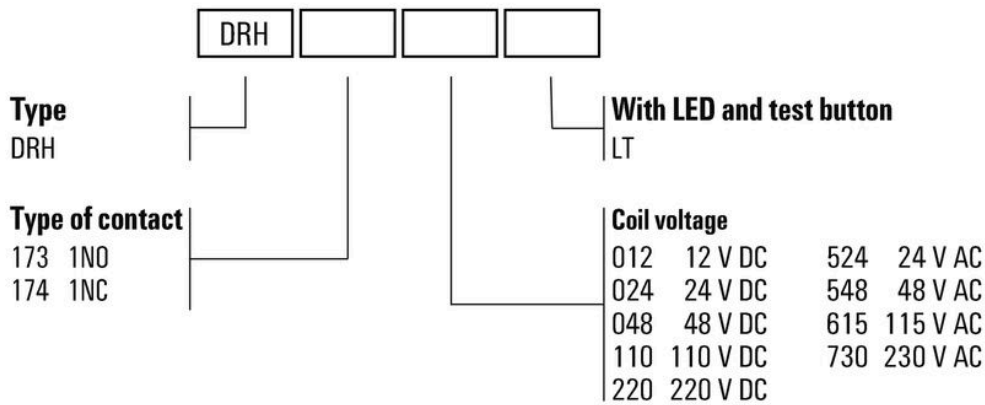 DRH
Type
DRH
With LED and test button
LT
Type of contact
173 1NO
174 1NC
Coil voltage
012 12 V DC 524 24 V AC
024 24 V DC 548 48 V AC
048 48 V DC 615 115 V AC
110 110 V DC 730 230 V AC
220 220 V DC